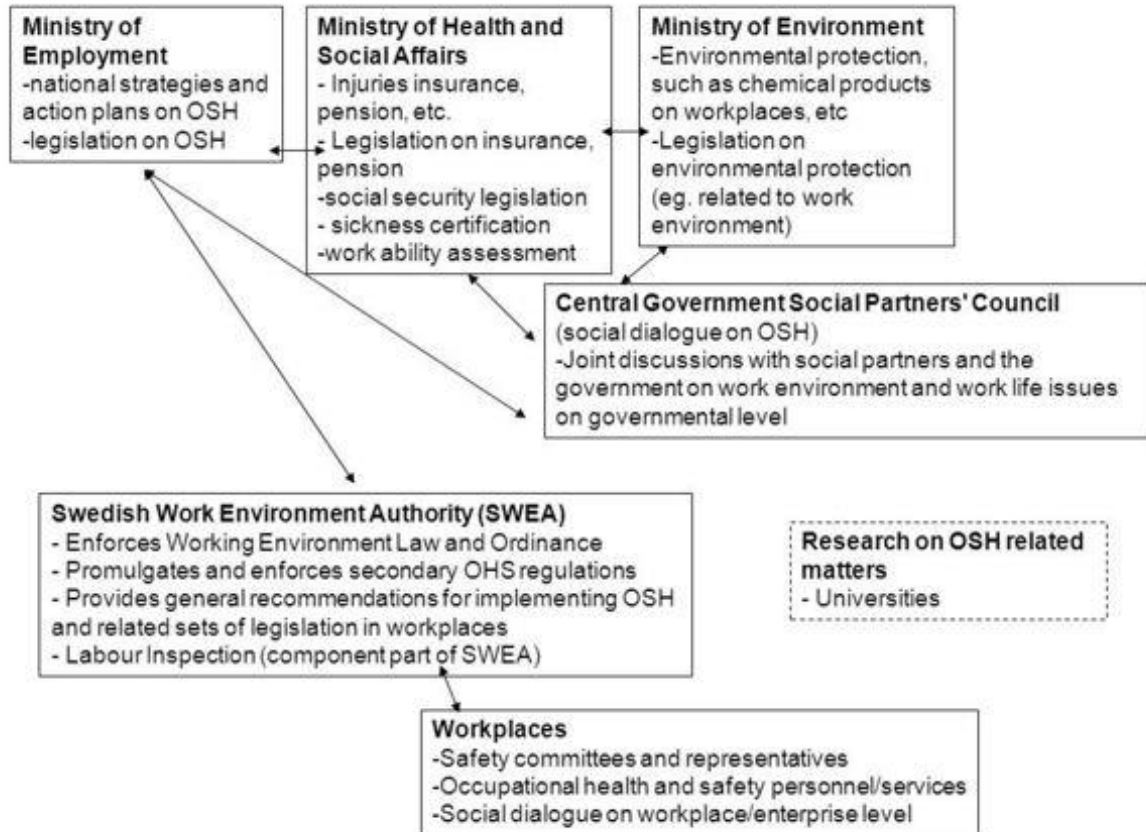 Ministry of
Employment
-national strategies and
action plans on OSH
-legislation on OSH
Ministry of Health and
Social Affairs
- Injuries insurance,
pension, etc.
- Legislation on insurance,
pension
-social security legislation
- sickness certification
-work ability assessment
Ministry of Environment
-Environmental protection,
such as chemical products
on workplaces, etc
-Legislation on
environmental protection
(eg. related to work
environment)
Central Government Social Partners' Council
(social dialogue on OSH)
-Joint discussions with social partners and the
government on work environment and work life issues
on governmental level
Swedish Work Environment Authority (SWEA)
- Enforces Working Environment Law and Ordinance
- Promulgates and enforces secondary OHS regulations
- Provides general recommendations for implementing OSH
and related sets of legislation in workplaces
- Labour Inspection (component part of SWEA)
Research on OSH related
matters
- Universities
Workplaces
-Safety committees and representatives
-Occupational health and safety personnel/services
-Social dialogue on workplace/enterprise level